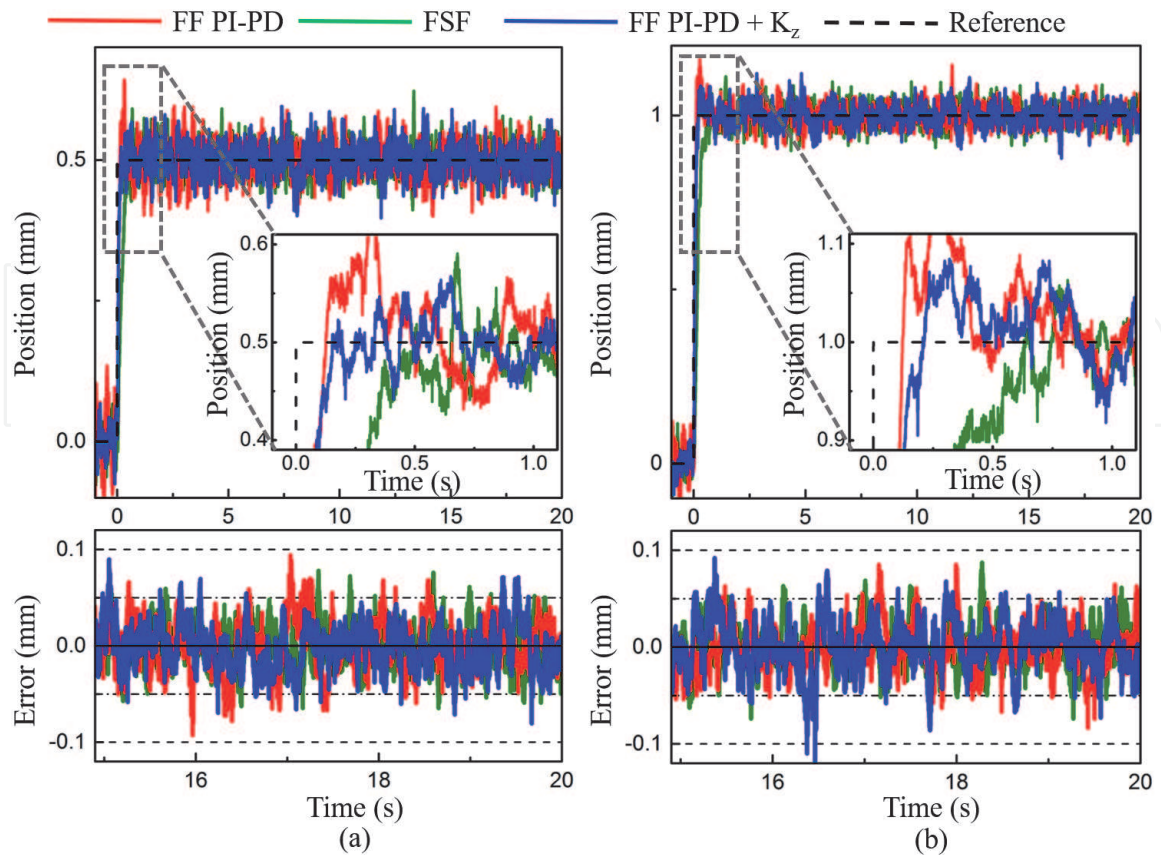 FF PI-PD FSF FF PI-PD + Kz Reference
Position (mm)
0.5
0.0
0 5 10 15 20
Position (mm)
0.6
0.5
0.4
0.0 0.5 1.0
Time (s)
Position (mm)
1
0
0 5 10 15 20
Position (mm)
1.1
1.0
0.9
0.0 0.5 1.0
Time (s)
Error (mm)
0.1
0.0
-0.1
16 18 20
Time (s)
(a)
Error (mm)
0.1
0.0
-0.1
16 18 20
Time (s)
(b)